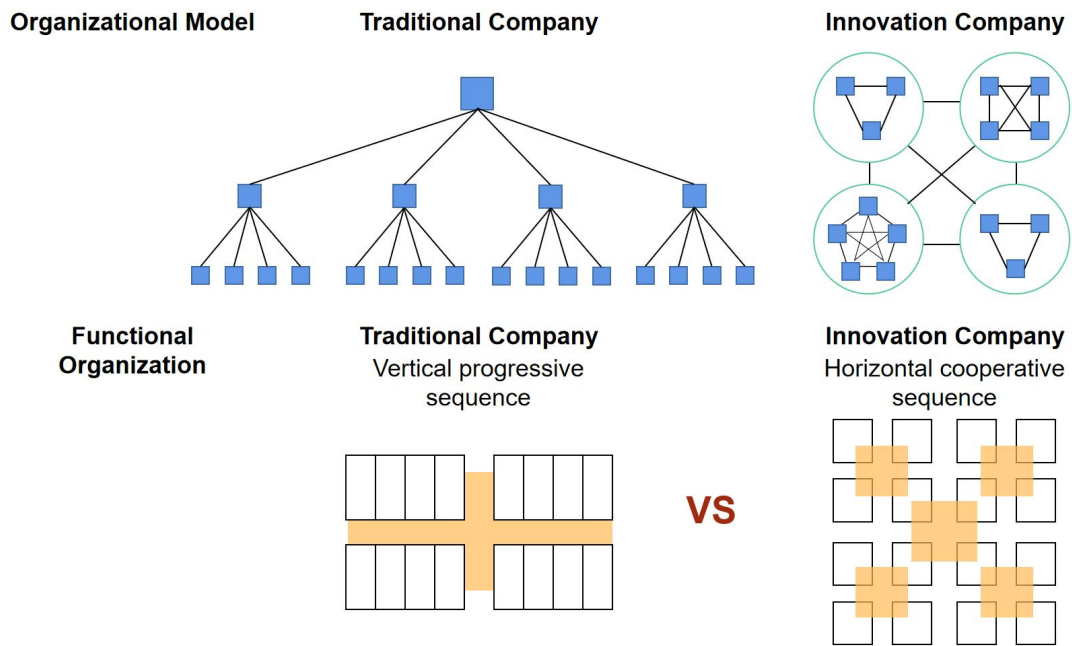 Organizational Model
Traditional Company
Innovation Company
Functional
Organization
Traditional Company
Vertical progressive
sequence
VS
Innovation Company
Horizontal cooperative
sequence